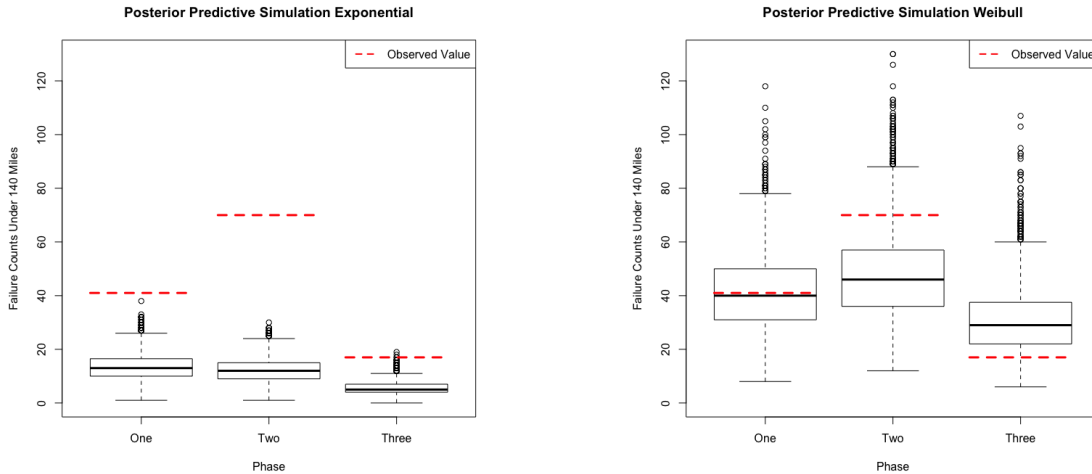 Posterior Predictive Simulation Exponential
Observed Value
Failure Counts Under 140 Miles
120
100
80
60
40
20
0
One Two Three
Phase
Posterior Predictive Simulation Weibull
Observed Value
Failure Counts Under 140 Miles
120
100
80
60
40
20
0
One Two Three
Phase